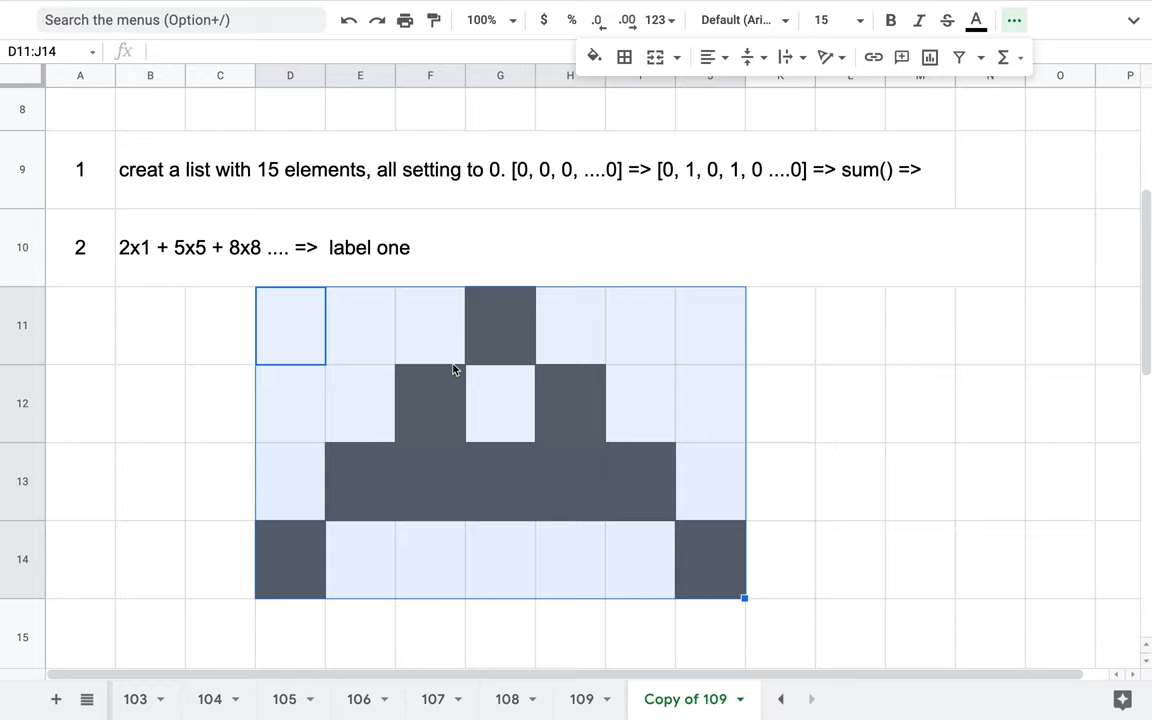 Search the menus (Option+/)
100%
$ % .0 .00 123
Default (Ari...
15
B I S A
D11:J14
fx
A B C D E F G H N O P
8
9
1 creat a list with 15 elements, all setting to 0. [0, 0, 0, ....0] => [0, 1, 0, 1, 0 ....0] => sum() =>
10
2 2x1 + 5x5 + 8x8 .... => label one
11
12
13
14
15
103 104 105 106 107 108 109 Copy of 109